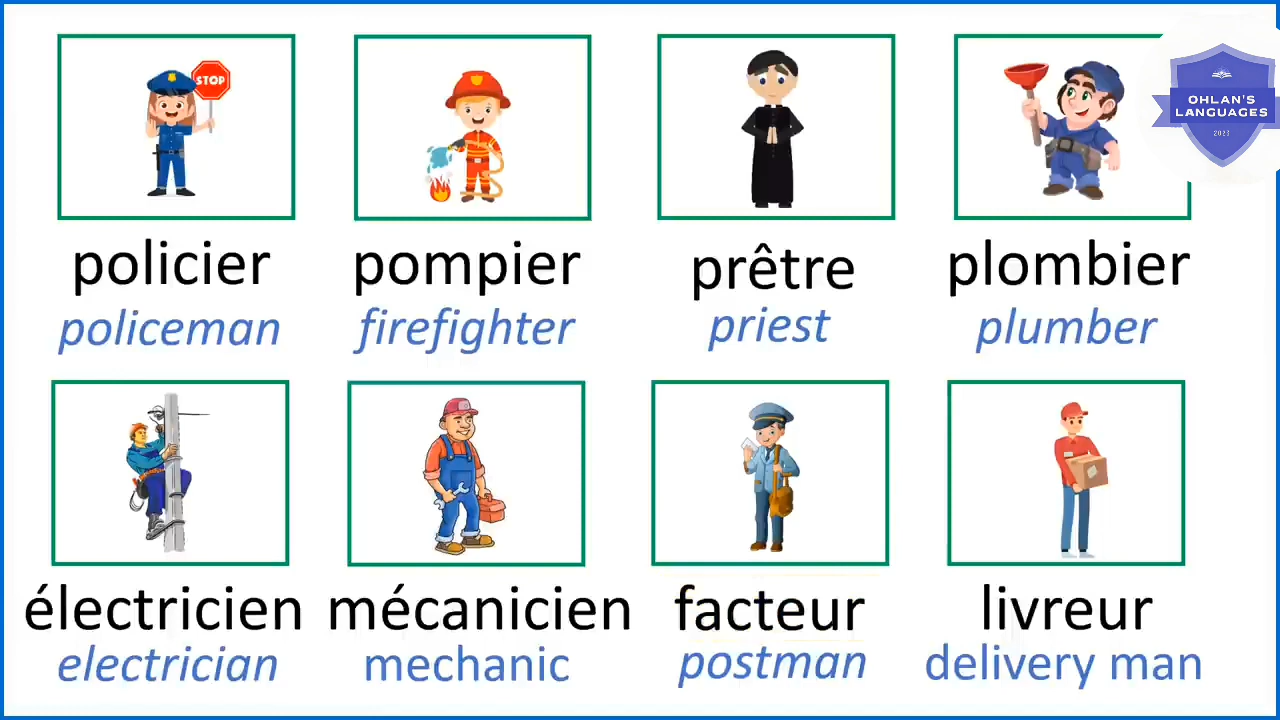 STOP
OHLAN'S
LANGUAGES
2023
policier
pompier
prêtre
plombier
policeman
firefighter
priest
plumber
électricien
mécanicien
facteur
livreur
electrician
mechanic
postman
delivery man